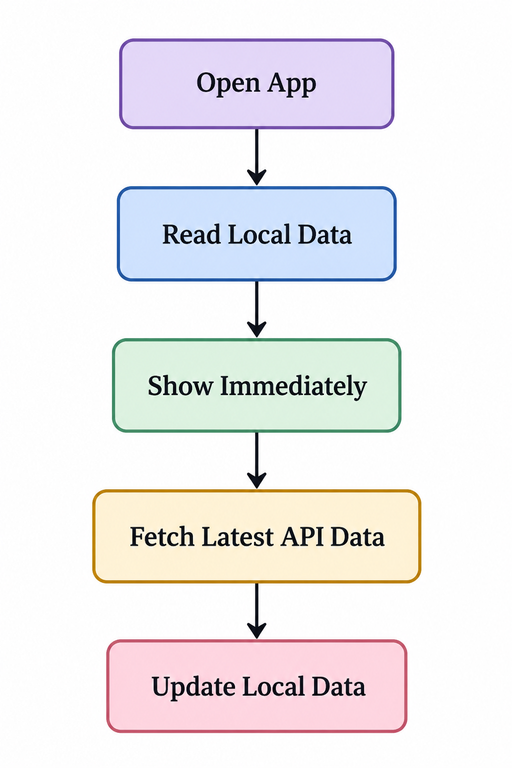 Open App
Read Local Data
Show Immediately
Fetch Latest API Data
Update Local Data